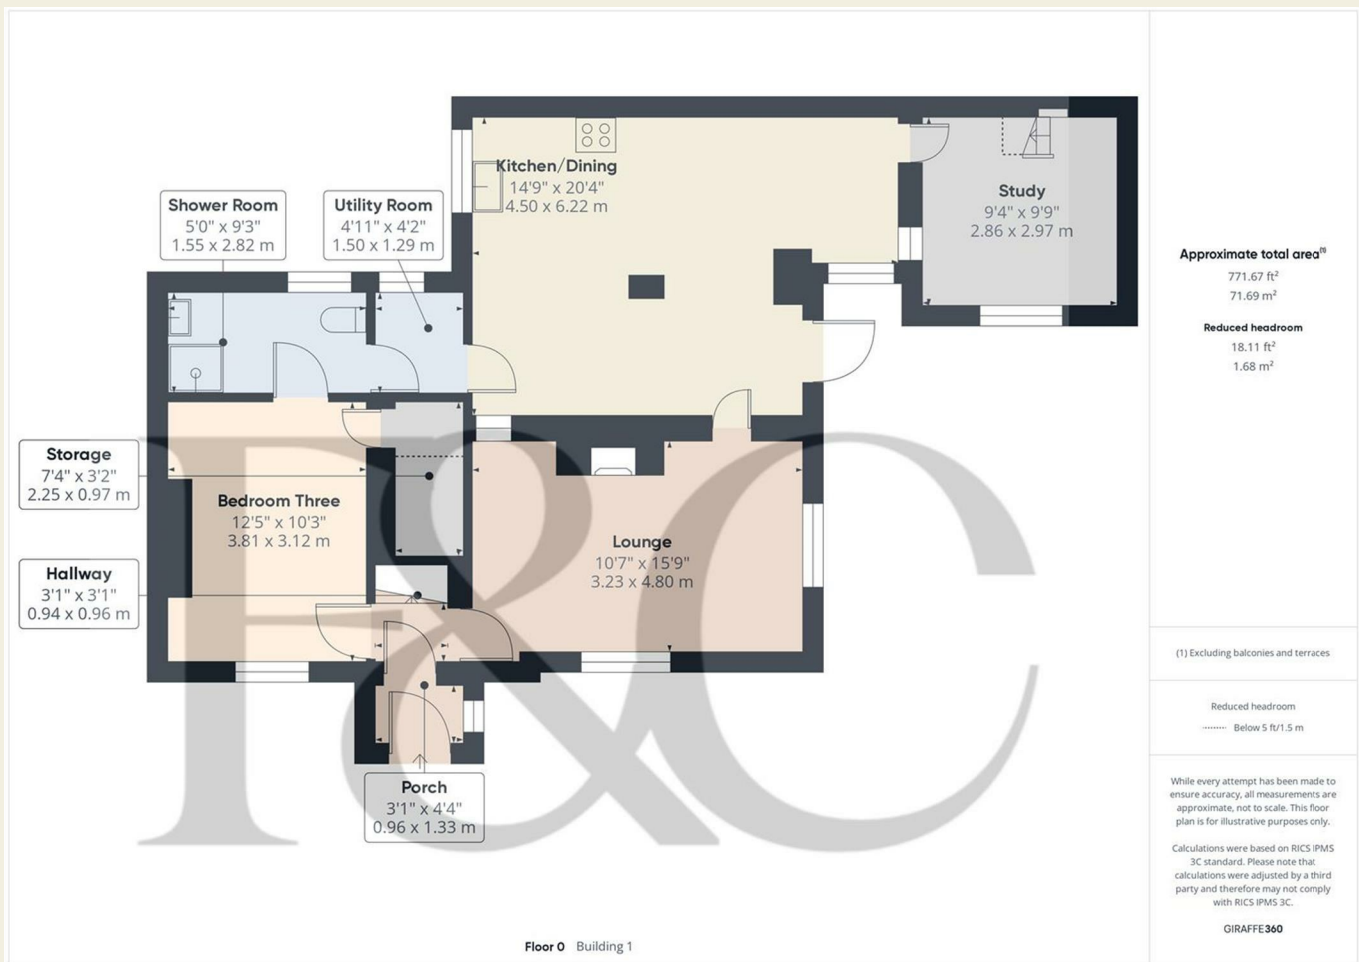 Kitchen/Dining
14'9" x 20'4"
4.50 x 6.22 m
Study
9'4" x 9'9"
2.86 x 2.97 m
Shower Room
5'0" x 9'3"
1.55 x 2.82 m
Utility Room
4'11" x 4'2"
1.50 x 1.29 m
Storage
7'4" x 3'2"
2.25 x 0.97 m
Bedroom Three
12'5" x 10'3"
3.81 x 3.12 m
Lounge
10'7" x 15'9"
3.23 x 4.80 m
Hallway
3'1" x 3'1"
0.94 x 0.96 m
Porch
3'1" x 4'4"
0.96 x 1.33 m
F&C
Floor 0 Building 1
Approximate total area(1)
771.67 ft²
71.69 m²
Reduced headroom
18.11 ft²
1.68 m²
(1) Excluding balconies and terraces
Reduced headroom
Below 5 ft/1.5 m
While every attempt has been made to
ensure accuracy, all measurements are
approximate, not to scale. This floor
plan is for illustrative purposes only.
Calculations were based on RICS IPMS
3C standard. Please note that
calculations were adjusted by a third
party and therefore may not comply
with RICS IPMS 3C.
GIRAFFE360